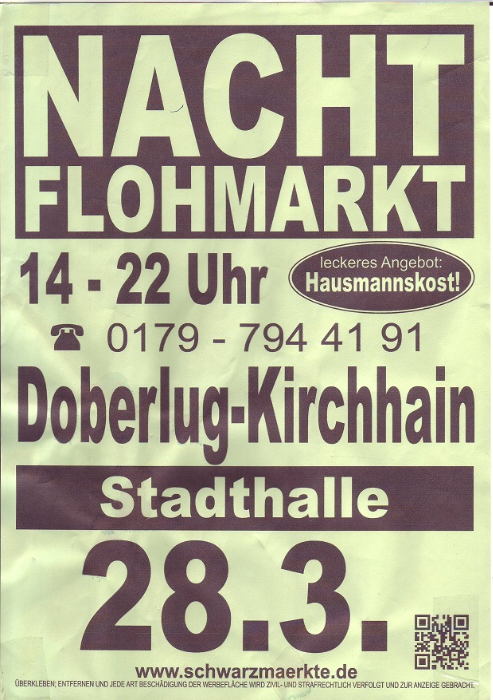 NACHT
FLOHMARKT
14 - 22 Uhr
leckeres Angebot:
Hausmannskost!
☎ 0179 - 794 41 91
Doberlug-Kirchhain
Stadthalle
28.3.
www.schwarzmaerkte.de
ÜBERKLEBEN, ENTFERNEN UND JEDE ART BESCHÄDIGUNG DER WERBEFLÄCHE WIRD ZIVIL- UND STRAFRECHTLICH VERFOLGT UND ZUR ANZEIGE GEBRACHT.